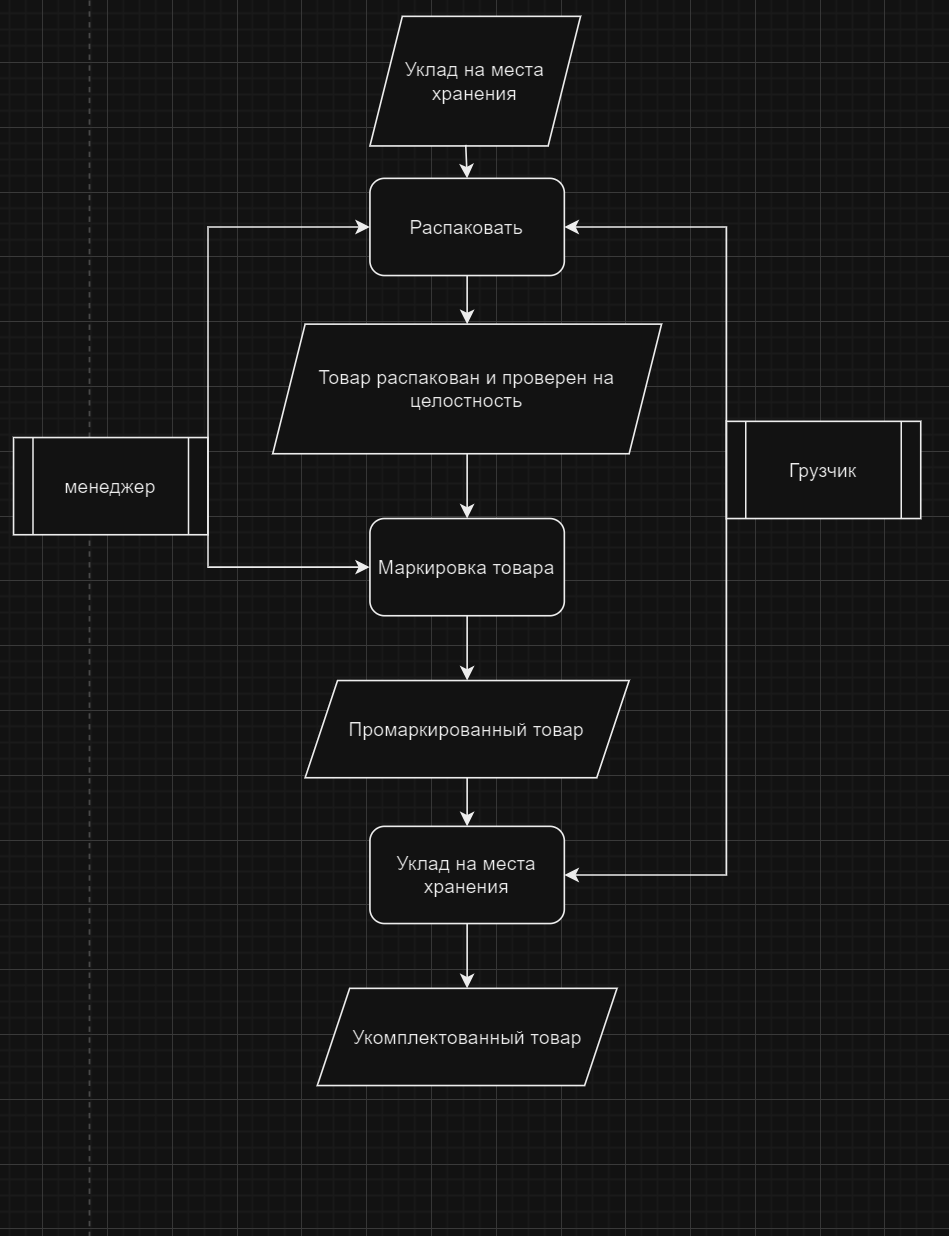 Уклад на места
хранения
Распаковать
Товар распакован и проверен на
целостность
менеджер
Грузчик
Маркировка товара
Промаркированный товар
Уклад на места
хранения
Укомплектованный товар